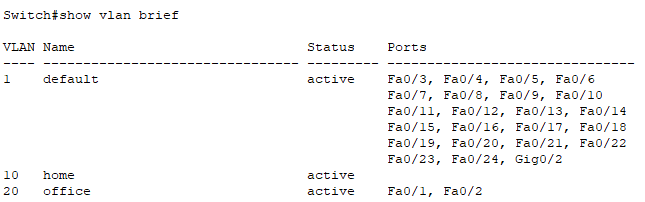 Switch#show vlan brief
VLAN Name                             Status    Ports
---- -------------------------------- --------- -------------------------------
1    default                          active    Fa0/3, Fa0/4, Fa0/5, Fa0/6
                                                Fa0/7, Fa0/8, Fa0/9, Fa0/10
                                                Fa0/11, Fa0/12, Fa0/13, Fa0/14
                                                Fa0/15, Fa0/16, Fa0/17, Fa0/18
                                                Fa0/19, Fa0/20, Fa0/21, Fa0/22
                                                Fa0/23, Fa0/24, Gig0/2
10   home                             active
20   office                           active    Fa0/1, Fa0/2